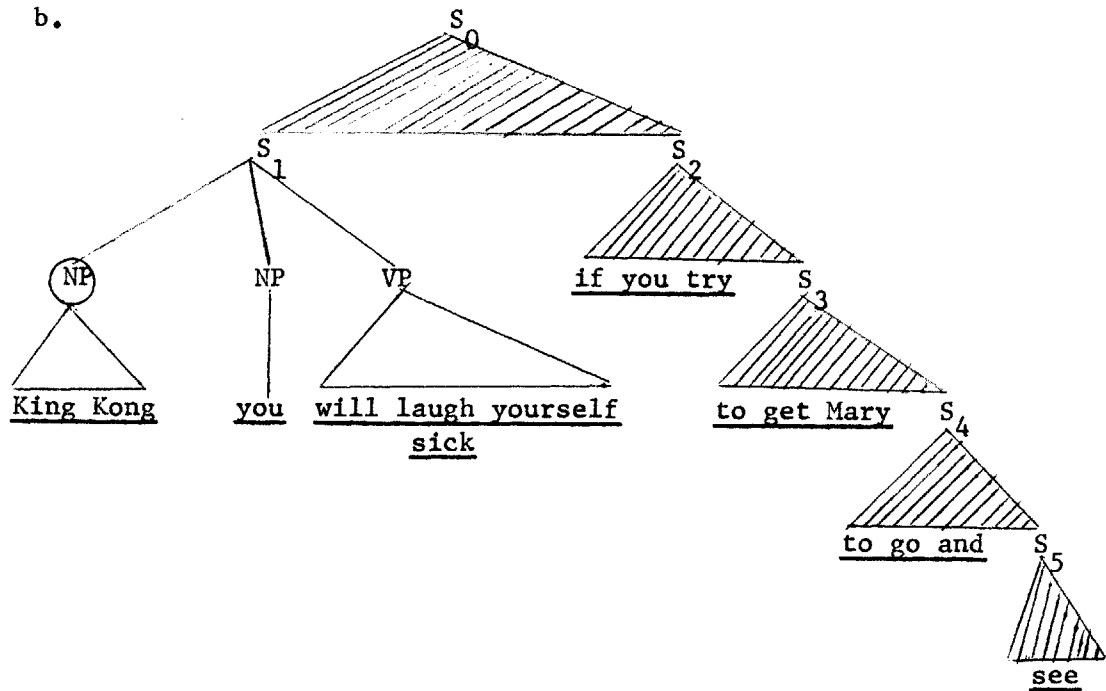 b.
S0
S1 S2
NP NP VP if you try S3
King Kong you will laugh yourself to get Mary S4
sick
to go and S5
see